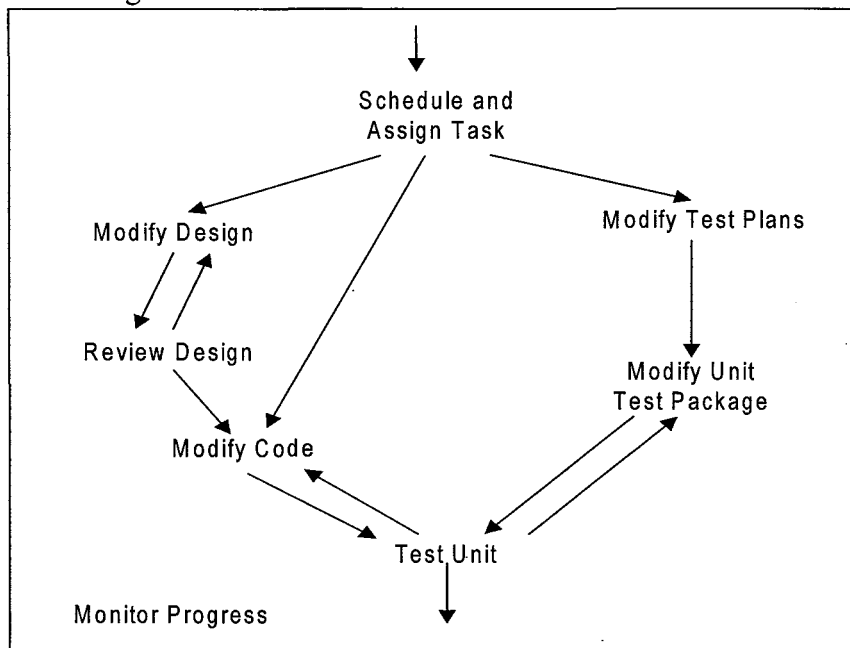 Schedule and
Assign Task
Modify Design
Modify Test Plans
Review Design
Modify Unit
Test Package
Modify Code
Test Unit
Monitor Progress